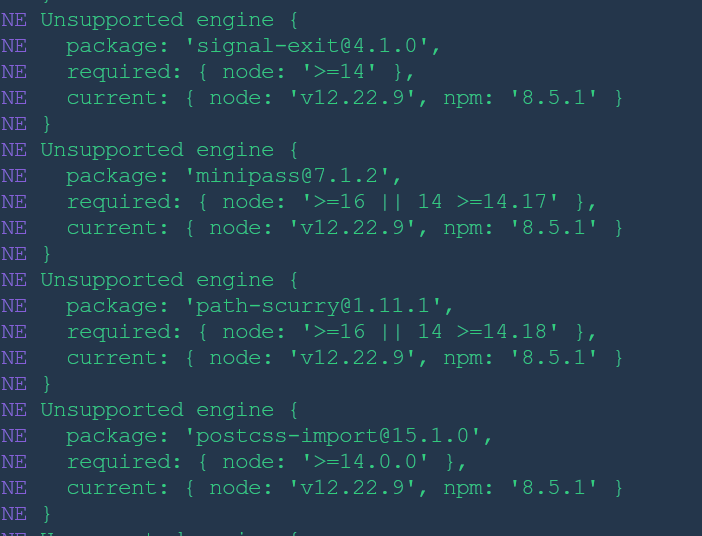 NE Unsupported engine {
NE   package: 'signal-exit@4.1.0',
NE   required: { node: '>=14' },
NE   current: { node: 'v12.22.9', npm: '8.5.1' }
NE }
NE Unsupported engine {
NE   package: 'minipass@7.1.2',
NE   required: { node: '>=16 || 14 >=14.17' },
NE   current: { node: 'v12.22.9', npm: '8.5.1' }
NE }
NE Unsupported engine {
NE   package: 'path-scurry@1.11.1',
NE   required: { node: '>=16 || 14 >=14.18' },
NE   current: { node: 'v12.22.9', npm: '8.5.1' }
NE }
NE Unsupported engine {
NE   package: 'postcss-import@15.1.0',
NE   required: { node: '>=14.0.0' },
NE   current: { node: 'v12.22.9', npm: '8.5.1' }
NE }